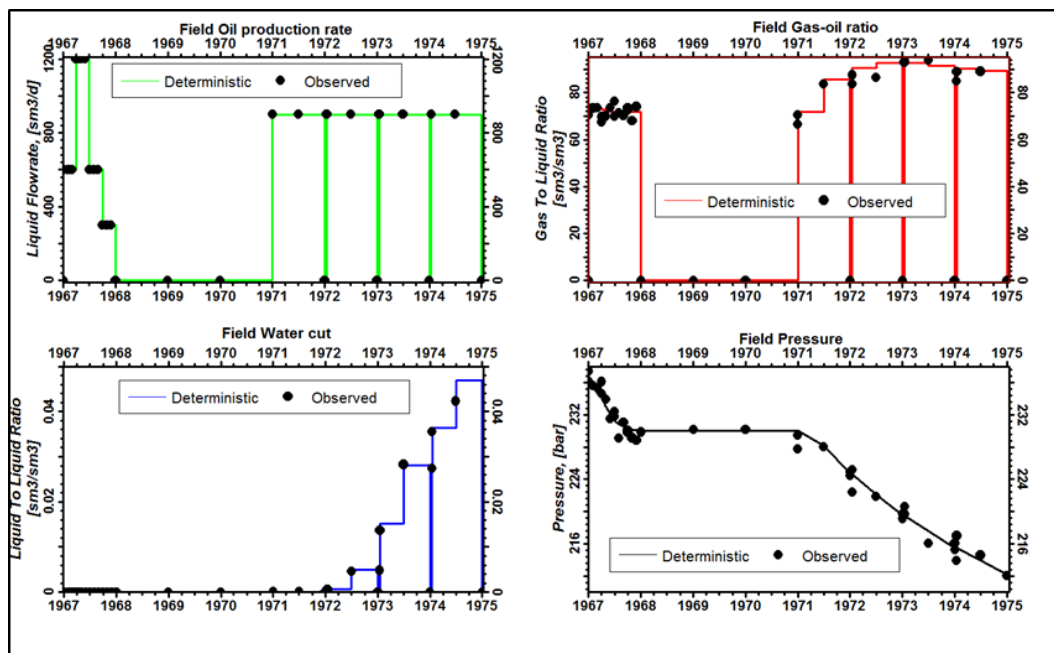 Field Oil production rate
1967 1968 1969 1970 1971 1972 1973 1974 1975
Liquid Flowrate, [sm3/d]
0 400 800 1200
Deterministic Observed
0 400 800 1200
1967 1968 1969 1970 1971 1972 1973 1974 1975
Field Gas-oil ratio
1967 1968 1969 1970 1971 1972 1973 1974 1975
Gas To Liquid Ratio
[sm3/sm3]
0 20 40 60 80
Deterministic Observed
0 20 40 60 80
1967 1968 1969 1970 1971 1972 1973 1974 1975
Field Water cut
1967 1968 1969 1970 1971 1972 1973 1974 1975
Liquid To Liquid Ratio
[sm3/sm3]
0 0.02 0.04
Deterministic Observed
0 0.02 0.04
1967 1968 1969 1970 1971 1972 1973 1974 1975
Field Pressure
1967 1968 1969 1970 1971 1972 1973 1974 1975
Pressure, [bar]
216 224 232
Deterministic Observed
216 224 232
1967 1968 1969 1970 1971 1972 1973 1974 1975